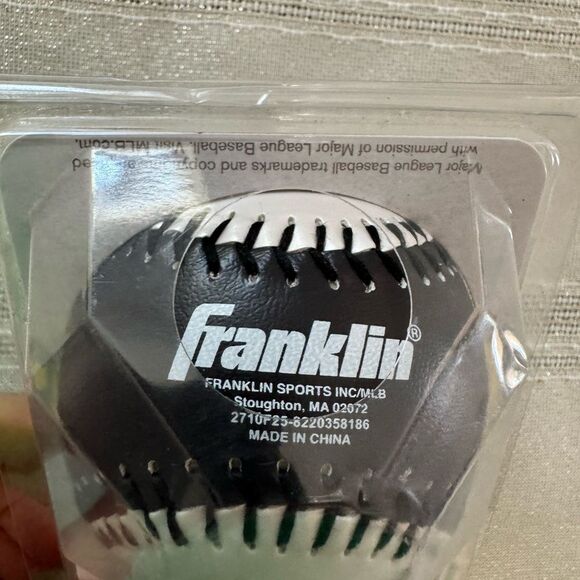 Major League Baseball trademarks and copy
with permission of Major League Baseball. Visit MLB.com.
Franklin®
FRANKLIN SPORTS INC/MLB
Stoughton, MA 02072
2710F25-6220358186
MADE IN CHINA